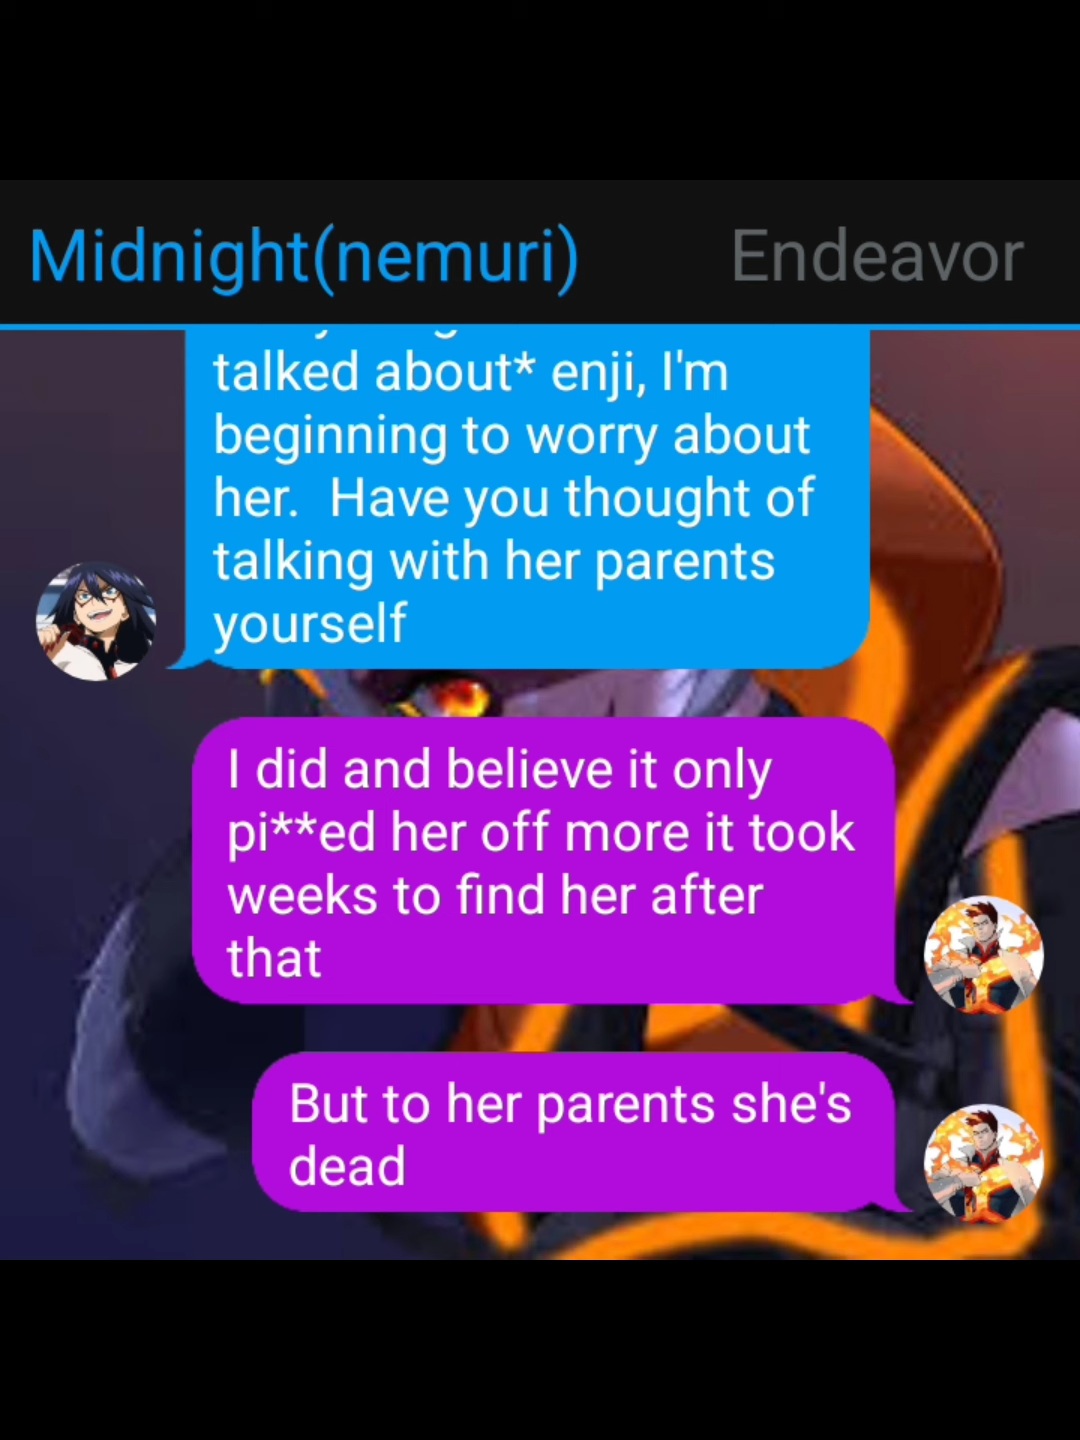 Midnight(nemuri) Endeavor
talked about* enji, I'm
beginning to worry about
her.  Have you thought of
talking with her parents
yourself
I did and believe it only
pi**ed her off more it took
weeks to find her after
that
But to her parents she's
dead